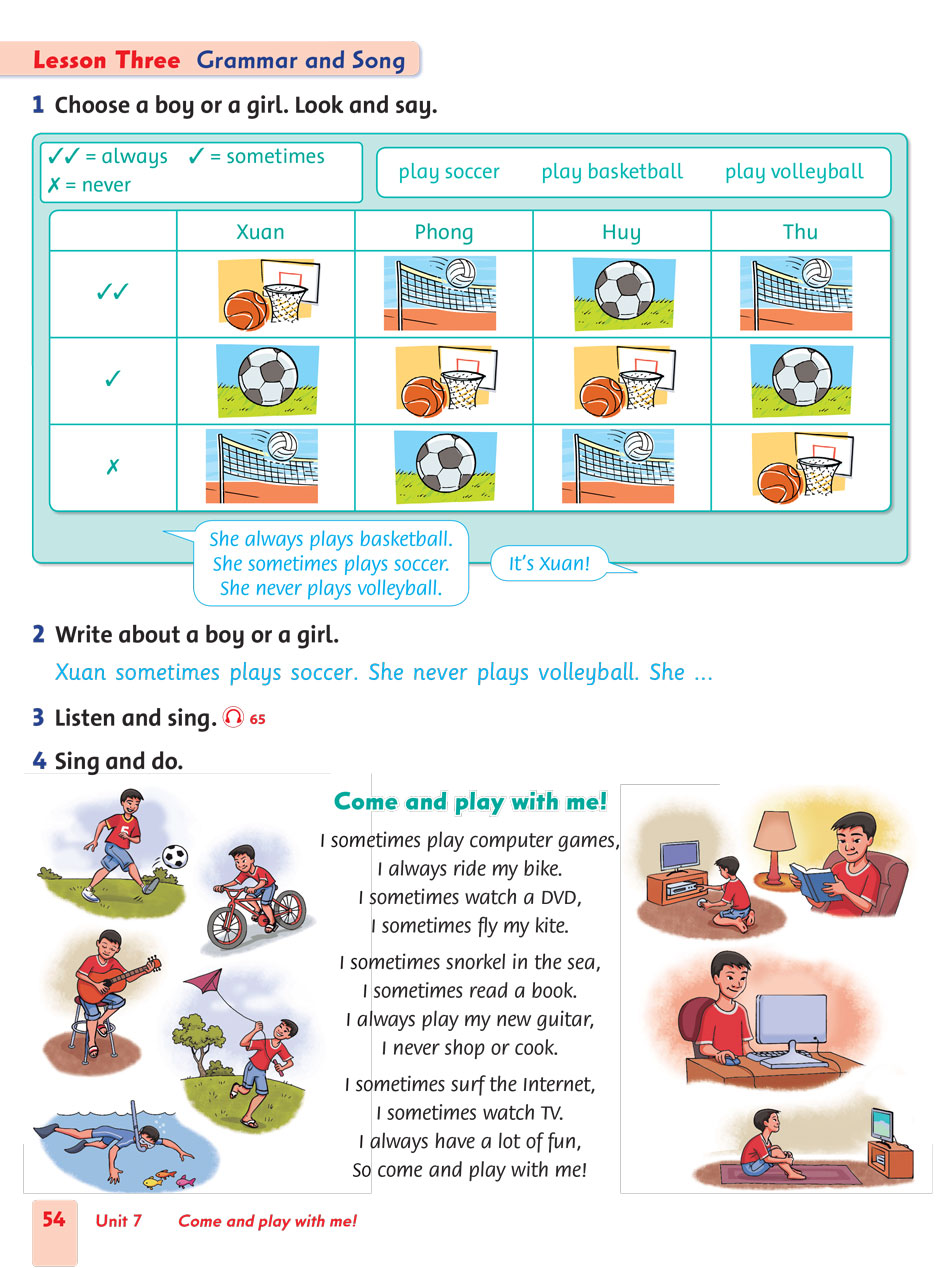 Lesson Three Grammar and Song
1 Choose a boy or a girl. Look and say.
✓✓ = always ✓ = sometimes
✗ = never
play soccer play basketball play volleyball
Xuan Phong Huy Thu
✓✓
✓
✗
She always plays basketball.
She sometimes plays soccer.
She never plays volleyball.
It's Xuan!
2 Write about a boy or a girl.
Xuan sometimes plays soccer. She never plays volleyball. She ...
3 Listen and sing. 65
4 Sing and do.
Come and play with me!
I sometimes play computer games,
I always ride my bike.
I sometimes watch a DVD,
I sometimes fly my kite.
I sometimes snorkel in the sea,
I sometimes read a book.
I always play my new guitar,
I never shop or cook.
I sometimes surf the Internet,
I sometimes watch TV.
I always have a lot of fun,
So come and play with me!
5
54 Unit 7 Come and play with me!